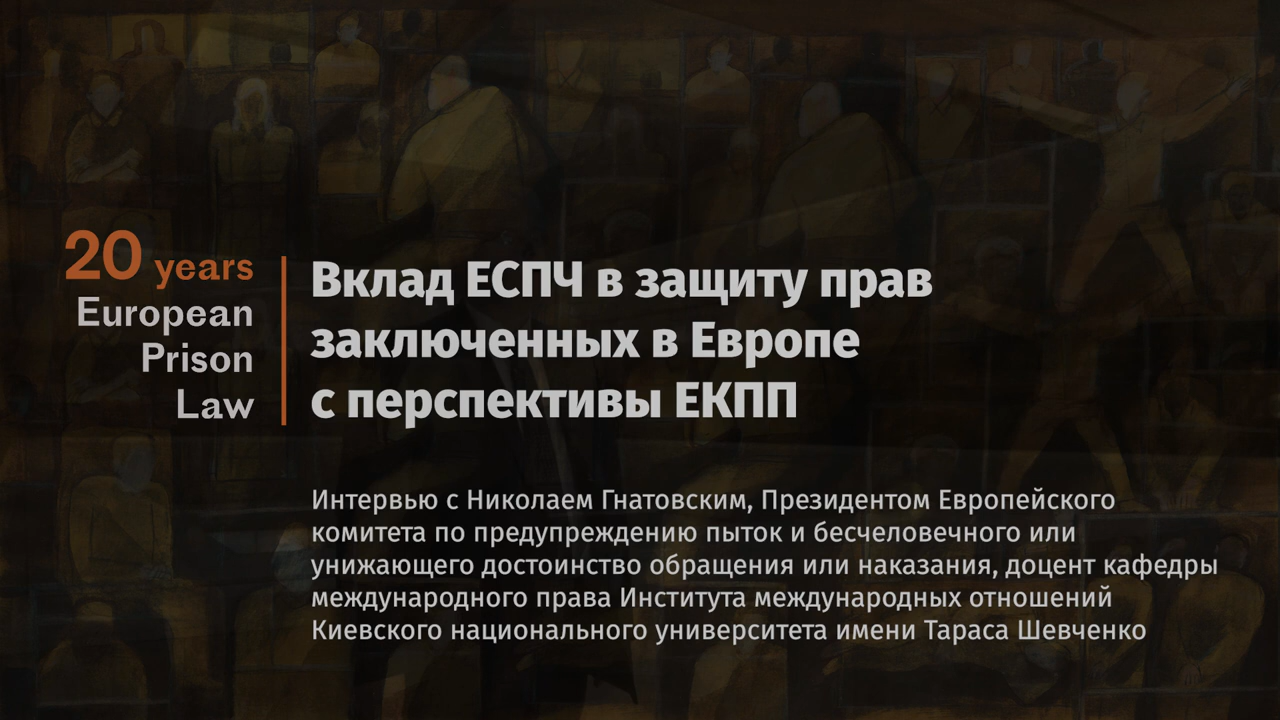 20 years
European
Prison
Law
Вклад ЕСПЧ в защиту прав
заключенных в Европе
с перспективы ЕКПП
Интервью с Николаем Гнатовским, Президентом Европейского
комитета по предупреждению пыток и бесчеловечного или
унижающего достоинство обращения или наказания, доцент кафедры
международного права Института международных отношений
Киевского национального университета имени Тараса Шевченко